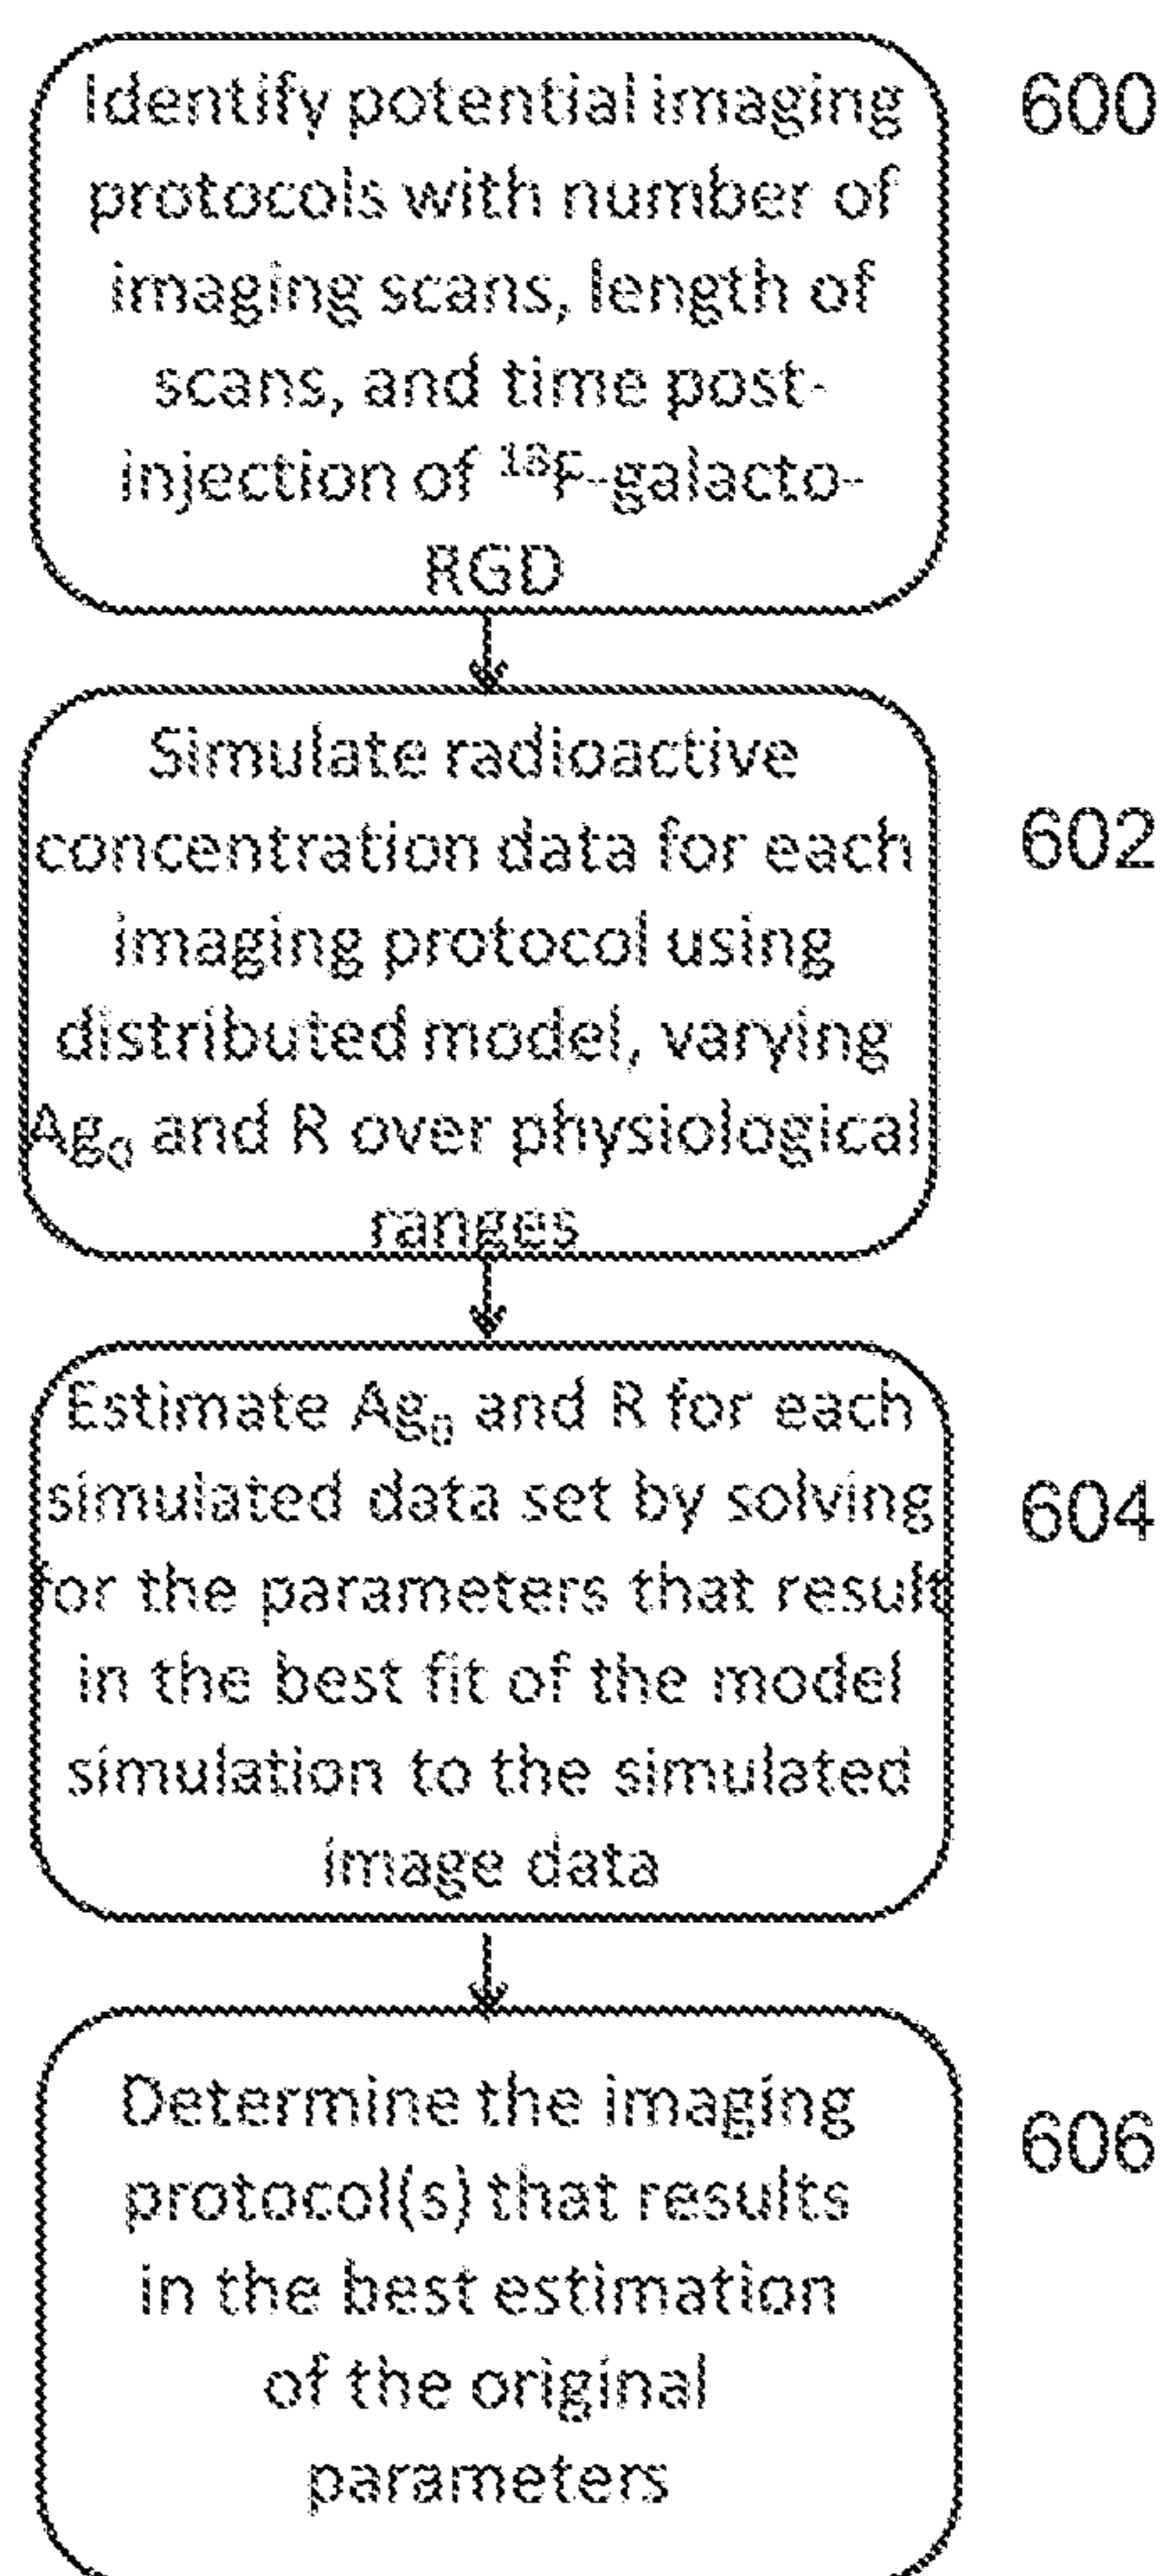 Identify potential imaging
600
protocols with number of
imaging scans, length of
scans, and time post-
injection of ¹⁸F-galacto-
RGD
Simulate radioactive
concentration data for each
602
imaging protocol using
distributed model, varying
Ag₀ and R over physiological
ranges
Estimate Ag₀ and R for each
simulated data set by solving
604
for the parameters that result
in the best fit of the model
simulation to the simulated
image data
Determine the imaging
606
protocol(s) that results
in the best estimation
of the original
parameters